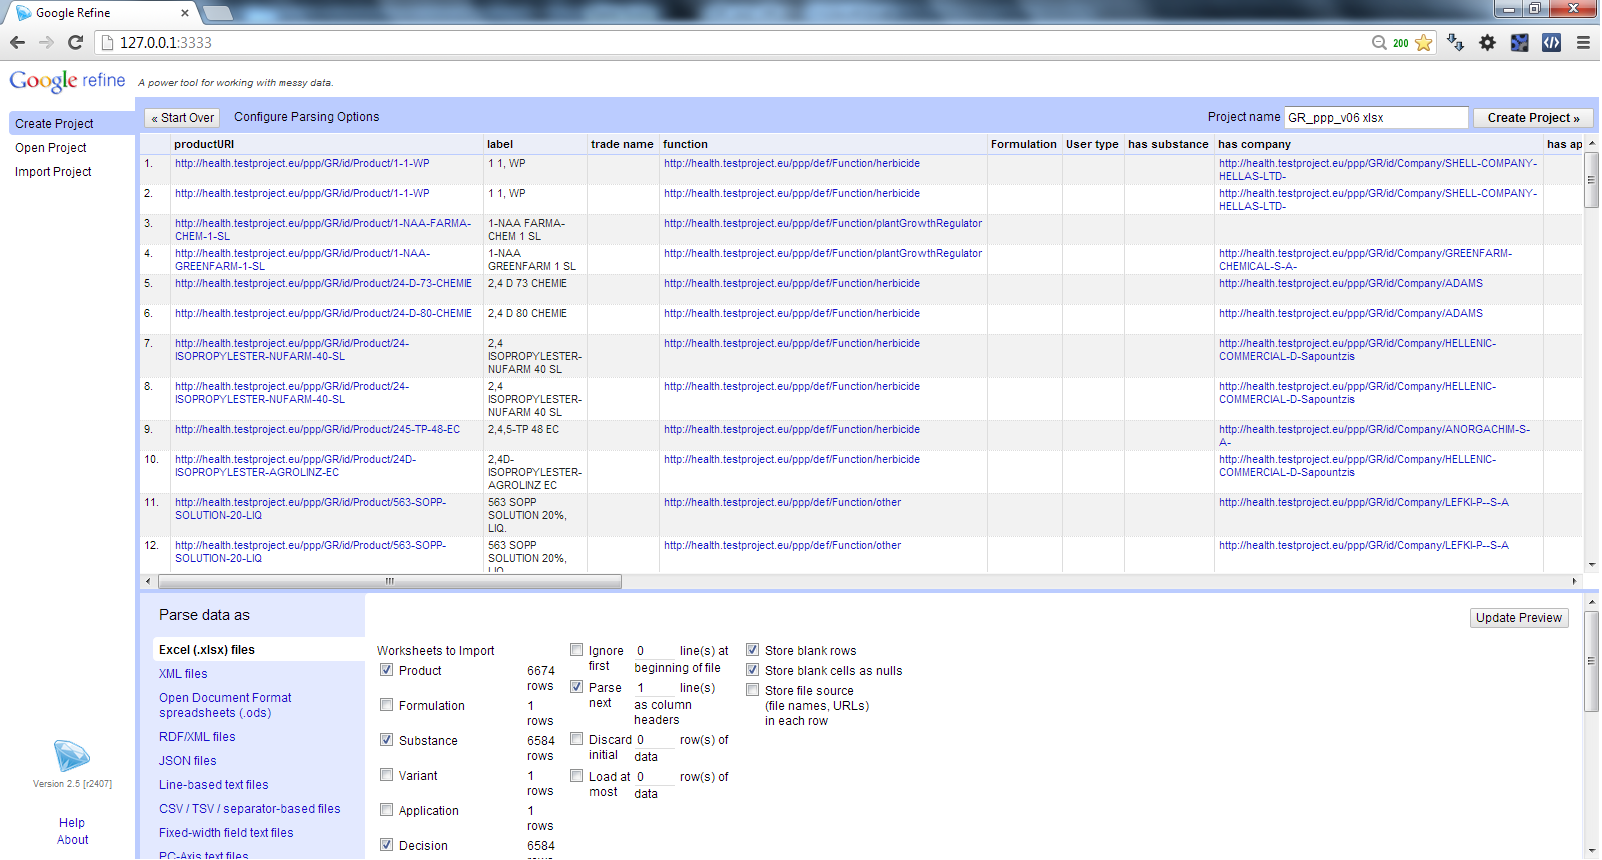 Google Refine
127.0.0.1:3333
200
Google refine
A power tool for working with messy data.
Create Project
Open Project
Import Project
« Start Over
Configure Parsing Options
Project name
GR_ppp_v06 xlsx
Create Project »
productURI
label
trade name
function
Formulation
User type
has substance
has company
has ap
1.
http://health.testproject.eu/ppp/GR/id/Product/1-1-WP
1 1, WP
http://health.testproject.eu/ppp/def/Function/herbicide
http://health.testproject.eu/ppp/GR/id/Company/SHELL-COMPANY-
HELLAS-LTD-
2.
http://health.testproject.eu/ppp/GR/id/Product/1-1-WP
1 1, WP
http://health.testproject.eu/ppp/def/Function/herbicide
http://health.testproject.eu/ppp/GR/id/Company/SHELL-COMPANY-
HELLAS-LTD-
3.
http://health.testproject.eu/ppp/GR/id/Product/1-NAA-FARMA-
CHEM-1-SL
1-NAA FARMA-
CHEM 1 SL
http://health.testproject.eu/ppp/def/Function/plantGrowthRegulator
4.
http://health.testproject.eu/ppp/GR/id/Product/1-NAA-
GREENFARM-1-SL
1-NAA
GREENFARM 1 SL
http://health.testproject.eu/ppp/def/Function/plantGrowthRegulator
http://health.testproject.eu/ppp/GR/id/Company/GREENFARM-
CHEMICAL-S-A-
5.
http://health.testproject.eu/ppp/GR/id/Product/24-D-73-CHEMIE
2,4 D 73 CHEMIE
http://health.testproject.eu/ppp/def/Function/herbicide
http://health.testproject.eu/ppp/GR/id/Company/ADAMS
6.
http://health.testproject.eu/ppp/GR/id/Product/24-D-80-CHEMIE
2,4 D 80 CHEMIE
http://health.testproject.eu/ppp/def/Function/herbicide
http://health.testproject.eu/ppp/GR/id/Company/ADAMS
7.
http://health.testproject.eu/ppp/GR/id/Product/24-
ISOPROPYLESTER-NUFARM-40-SL
2,4
ISOPROPYLESTER-
NUFARM 40 SL
http://health.testproject.eu/ppp/def/Function/herbicide
http://health.testproject.eu/ppp/GR/id/Company/HELLENIC-
COMMERCIAL-D-Sapountzis
8.
http://health.testproject.eu/ppp/GR/id/Product/24-
ISOPROPYLESTER-NUFARM-40-SL
2,4
ISOPROPYLESTER-
NUFARM 40 SL
http://health.testproject.eu/ppp/def/Function/herbicide
http://health.testproject.eu/ppp/GR/id/Company/HELLENIC-
COMMERCIAL-D-Sapountzis
9.
http://health.testproject.eu/ppp/GR/id/Product/245-TP-48-EC
2,4,5-TP 48 EC
http://health.testproject.eu/ppp/def/Function/herbicide
http://health.testproject.eu/ppp/GR/id/Company/ANORGACHIM-S-
A-
10.
http://health.testproject.eu/ppp/GR/id/Product/24D-
ISOPROPYLESTER-AGROLINZ-EC
2,4D-
ISOPROPYLESTER-
AGROLINZ EC
http://health.testproject.eu/ppp/def/Function/herbicide
http://health.testproject.eu/ppp/GR/id/Company/HELLENIC-
COMMERCIAL-D-Sapountzis
11.
http://health.testproject.eu/ppp/GR/id/Product/563-SOPP-
SOLUTION-20-LIQ
563 SOPP
SOLUTION 20%,
LIQ.
http://health.testproject.eu/ppp/def/Function/other
http://health.testproject.eu/ppp/GR/id/Company/LEFKI-P--S-A
12.
http://health.testproject.eu/ppp/GR/id/Product/563-SOPP-
SOLUTION-20-LIQ
563 SOPP
SOLUTION 20%,
LIQ
http://health.testproject.eu/ppp/def/Function/other
http://health.testproject.eu/ppp/GR/id/Company/LEFKI-P--S-A
Parse data as
Update Preview
Excel (.xlsx) files
XML files
Open Document Format
spreadsheets (.ods)
RDF/XML files
JSON files
Line-based text files
CSV / TSV / separator-based files
Fixed-width field text files
PC-Axis text files
Worksheets to Import
Product 6674
rows
Formulation 1
rows
Substance 6584
rows
Variant 1
rows
Application 1
rows
Decision 6584
rows
Ignore 0 line(s) at
first beginning of file
Parse 1 line(s)
next as column
headers
Discard 0 row(s) of
initial data
Load at 0 row(s) of
most data
Store blank rows
Store blank cells as nulls
Store file source
(file names, URLs)
in each row
Version 2.5 [r2407]
Help
About